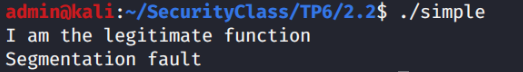 admin@kali:~/SecurityClass/TP6/2.2$ ./simple
I am the legitimate function
Segmentation fault